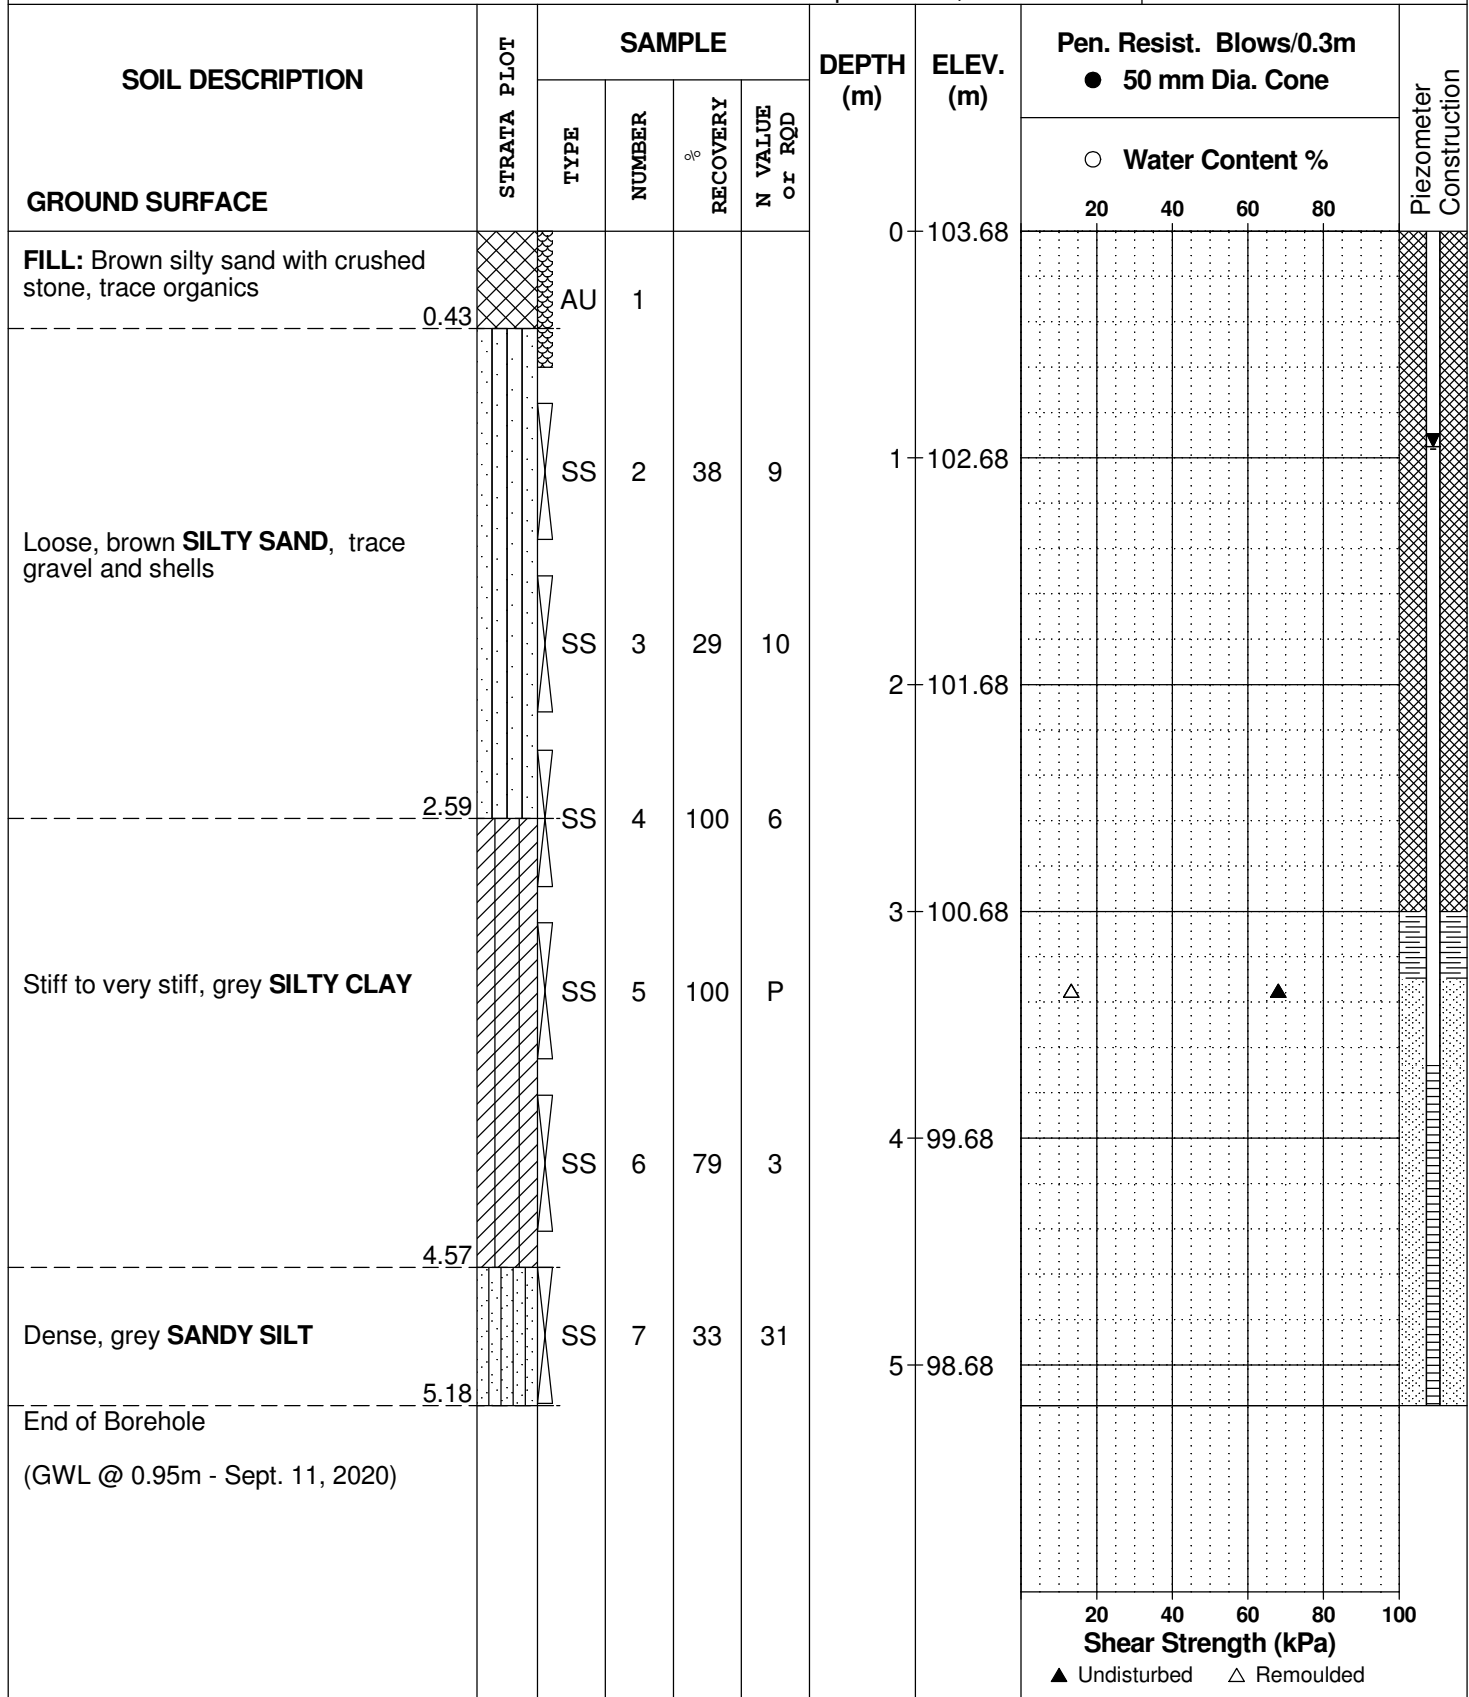 SOIL DESCRIPTION
GROUND SURFACE
STRATA PLOT
SAMPLE
TYPE
NUMBER
%
RECOVERY
N VALUE
or RQD
DEPTH
(m)
ELEV.
(m)
Pen. Resist. Blows/0.3m
● 50 mm Dia. Cone
○ Water Content %
20 40 60 80
Piezometer
Construction
0 103.68
FILL: Brown silty sand with crushed
stone, trace organics
0.43
AU 1
1 102.68
SS 2 38 9
Loose, brown SILTY SAND, trace
gravel and shells
SS 3 29 10
2 101.68
2.59
SS 4 100 6
3 100.68
Stiff to very stiff, grey SILTY CLAY
SS 5 100 P
4 99.68
SS 6 79 3
4.57
Dense, grey SANDY SILT
SS 7 33 31
5 98.68
5.18
End of Borehole
(GWL @ 0.95m - Sept. 11, 2020)
20 40 60 80 100
Shear Strength (kPa)
▲ Undisturbed △ Remoulded